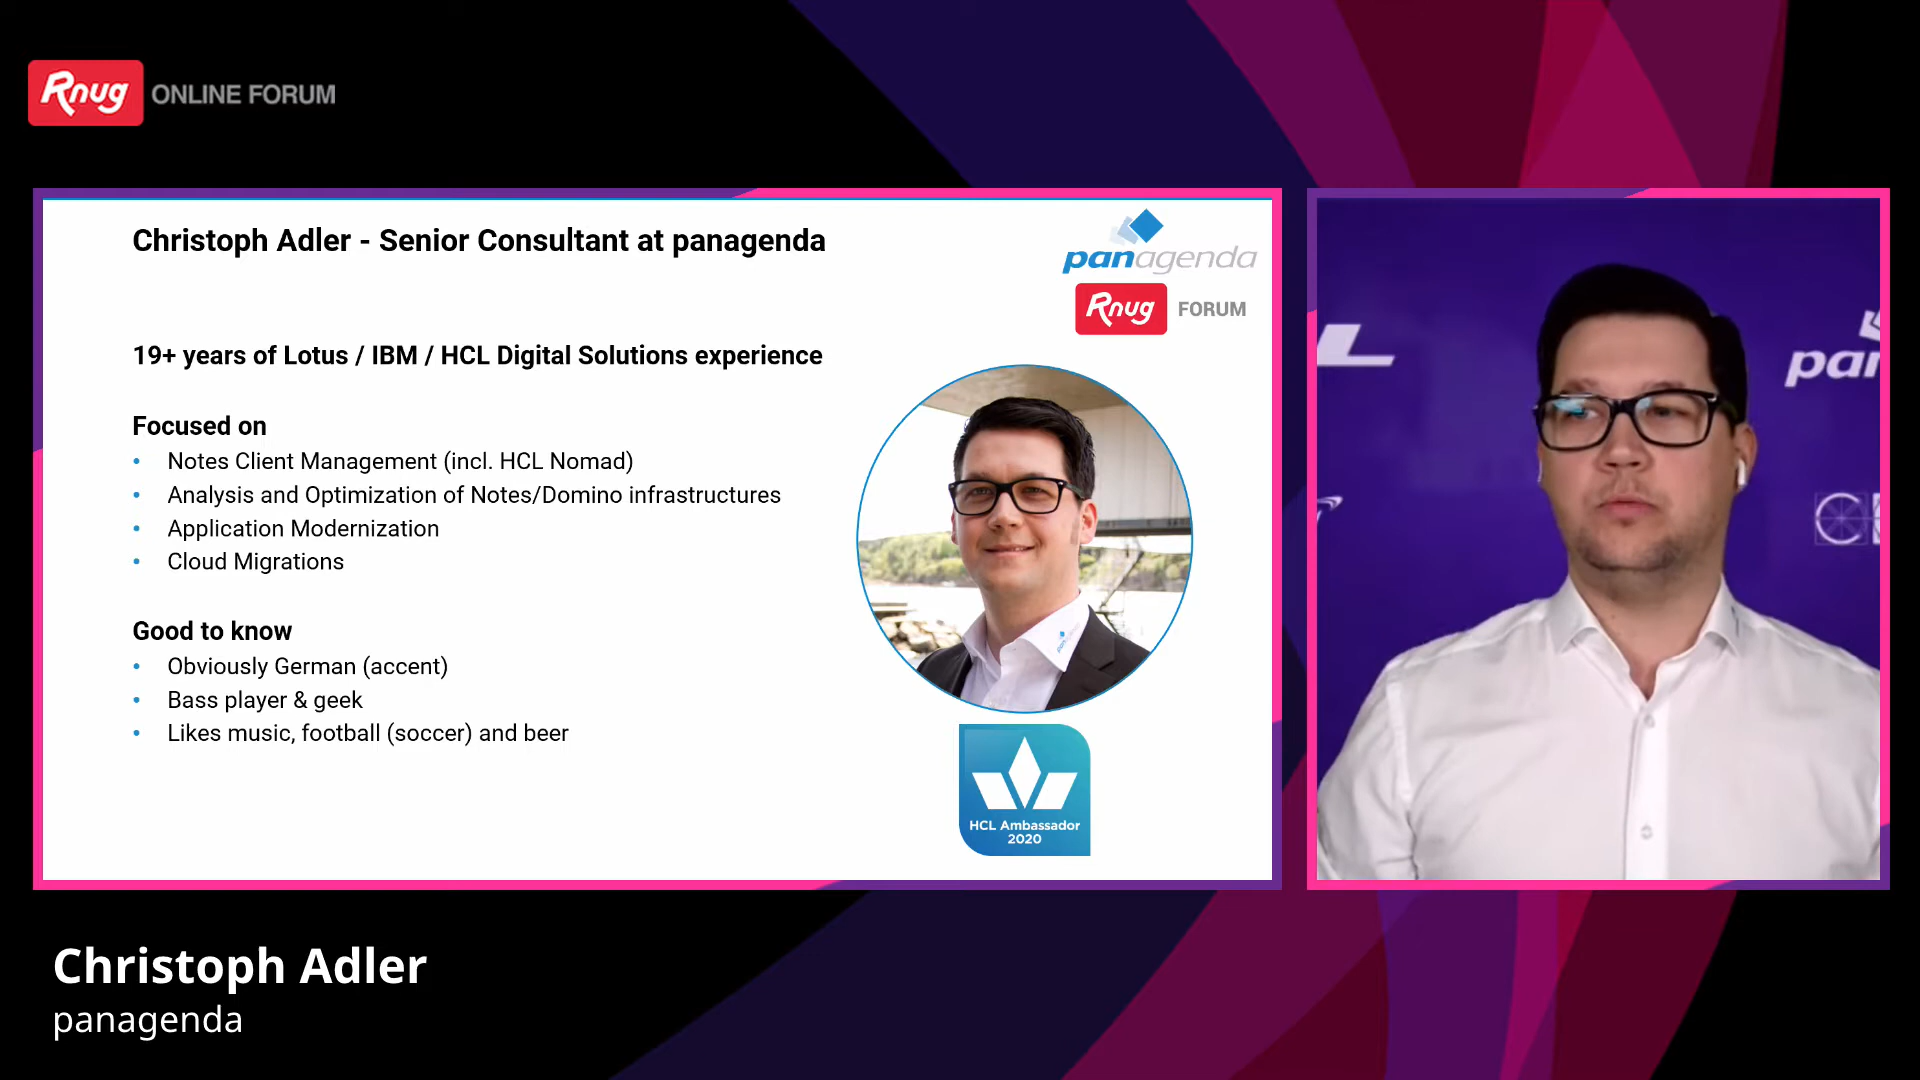 Rnug ONLINE FORUM
Christoph Adler - Senior Consultant at panagenda
panagenda
Rnug FORUM
19+ years of Lotus / IBM / HCL Digital Solutions experience
Focused on
• Notes Client Management (incl. HCL Nomad)
• Analysis and Optimization of Notes/Domino infrastructures
• Application Modernization
• Cloud Migrations
Good to know
• Obviously German (accent)
• Bass player & geek
• Likes music, football (soccer) and beer
HCL Ambassador
2020
L
pan
Christoph Adler
panagenda